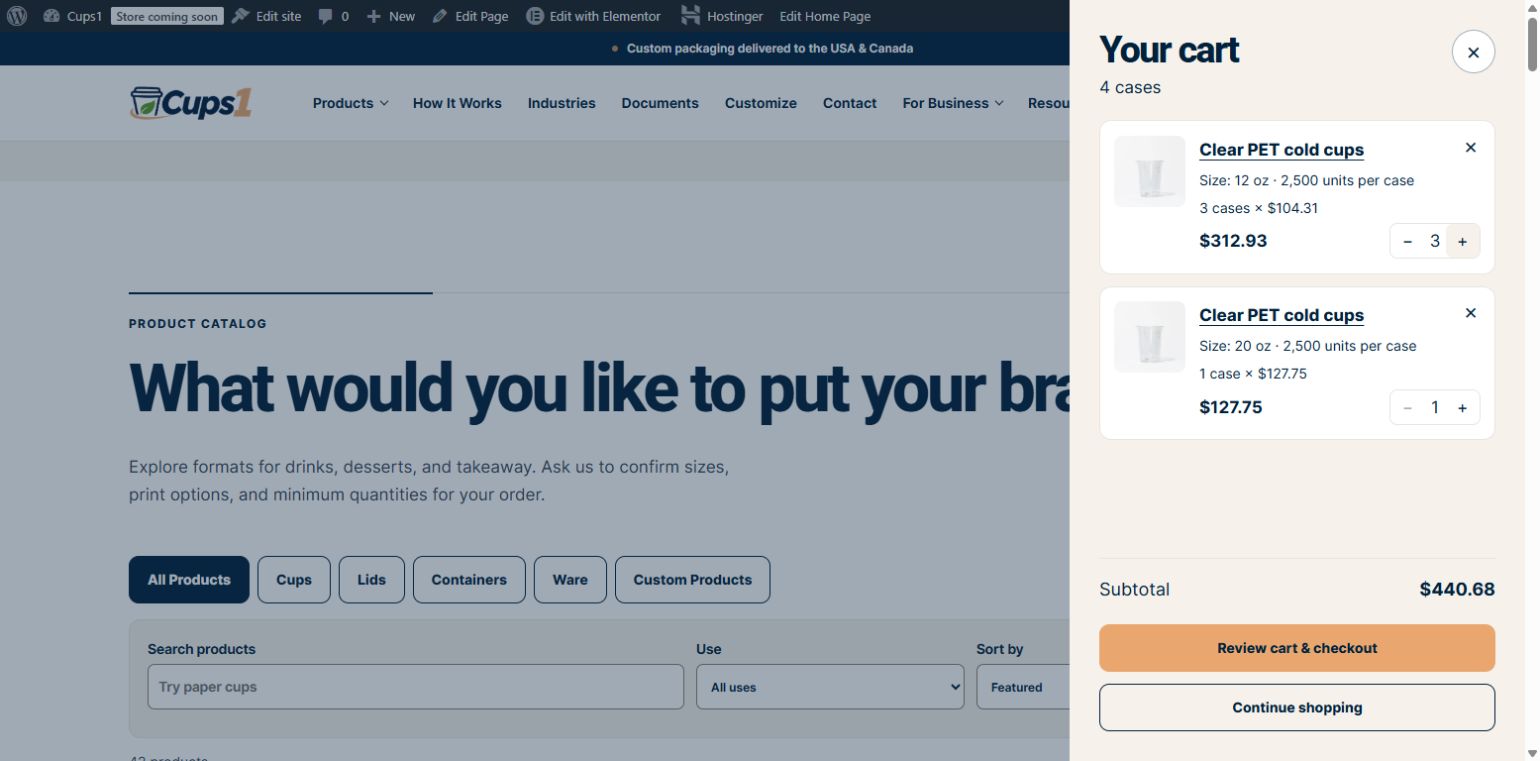 Cups1
Store coming soon
Edit site
0
New
Edit Page
Edit with Elementor
Hostinger
Edit Home Page
Custom packaging delivered to the USA & Canada
Cups1
Products
How It Works
Industries
Documents
Customize
Contact
For Business
Resou
PRODUCT CATALOG
What would you like to put your bra
Explore formats for drinks, desserts, and takeaway. Ask us to confirm sizes,
print options, and minimum quantities for your order.
All Products
Cups
Lids
Containers
Ware
Custom Products
Search products
Try paper cups
Use
All uses
Sort by
Featured
Your cart
×
4 cases
Clear PET cold cups
×
Size: 12 oz · 2,500 units per case
3 cases × $104.31
$312.93
− 3 +
Clear PET cold cups
×
Size: 20 oz · 2,500 units per case
1 case × $127.75
$127.75
− 1 +
Subtotal
$440.68
Review cart & checkout
Continue shopping